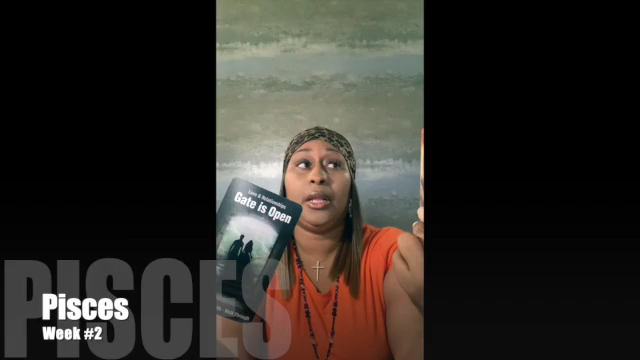 Love & Relationships
Gate is Open
PISCES
Pisces
Week #2